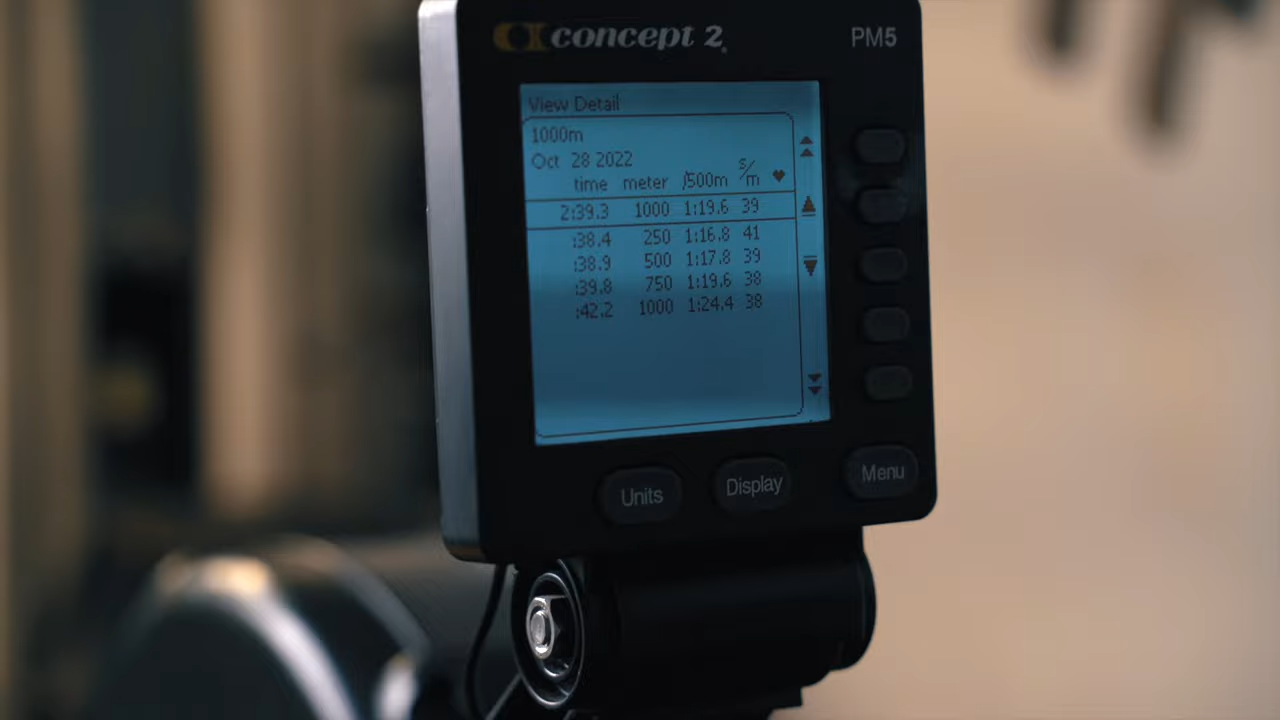 concept 2
PM5
View Detail
1000m
Oct 28 2022
time meter /500m s/m ♥
2:39.3 1000 1:19.6 39
:38.4 250 1:16.8 41
:38.9 500 1:17.8 39
:39.8 750 1:19.6 38
:42.2 1000 1:24.4 38
Units Display Menu